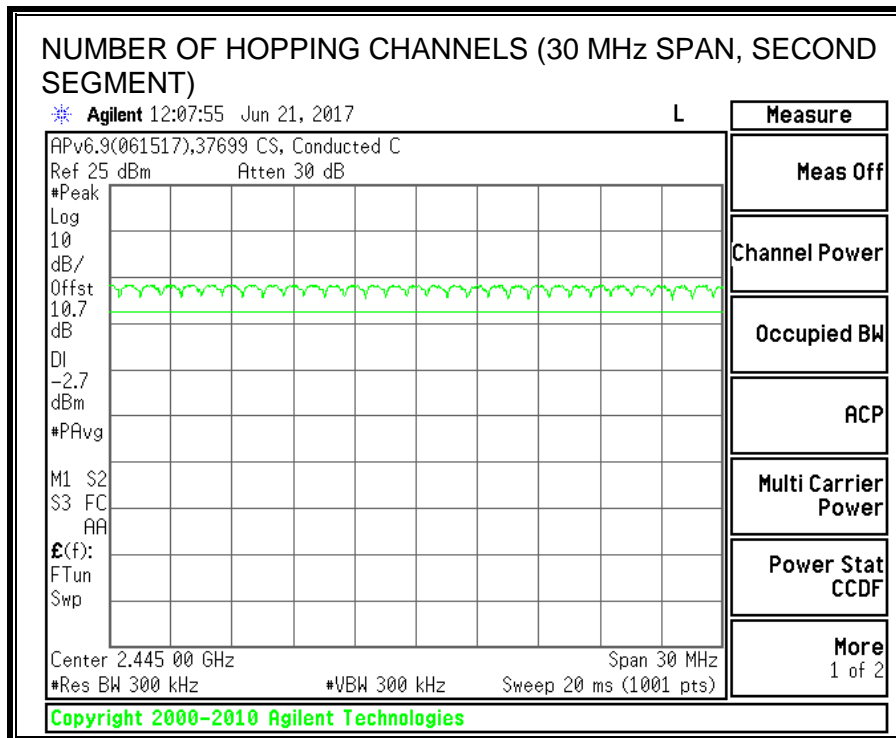 NUMBER OF HOPPING CHANNELS (30 MHz SPAN, SECOND
SEGMENT)
Agilent 12:07:55 Jun 21, 2017 L
APv6.9(061517),37699 CS, Conducted C
Ref 25 dBm Atten 30 dB
#Peak
Log
10
dB/
Offst
10.7
dB
DI
-2.7
dBm
#PAvg
M1 S2
S3 FC
AA
£(f):
FTun
Swp
Center 2.445 00 GHz Span 30 MHz
#Res BW 300 kHz #VBW 300 kHz Sweep 20 ms (1001 pts)
Copyright 2000-2010 Agilent Technologies
Measure
Meas Off
Channel Power
Occupied BW
ACP
Multi Carrier
Power
Power Stat
CCDF
More
1 of 2